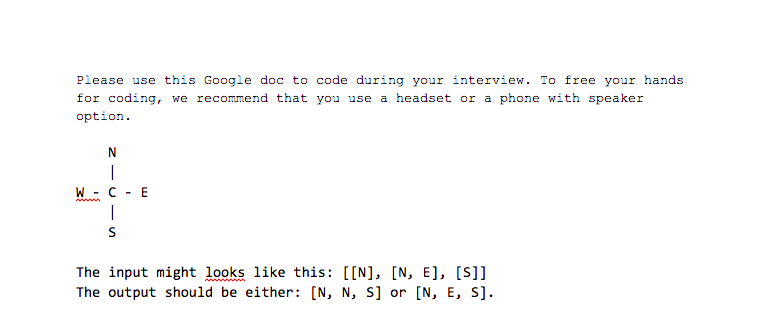 Please use this Google doc to code during your interview. To free your hands
for coding, we recommend that you use a headset or a phone with speaker
option.
N
|
W - C - E
|
S
The input might looks like this: [[N], [N, E], [S]]
The output should be either: [N, N, S] or [N, E, S].